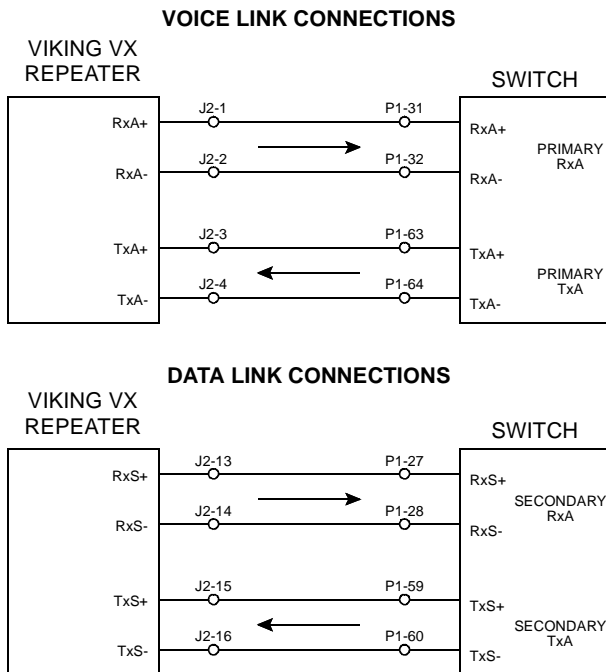 VOICE LINK CONNECTIONS
VIKING VX
REPEATER
SWITCH
J2-1 P1-31
RxA+ RxA+
PRIMARY
RxA
J2-2 P1-32
RxA- RxA-
J2-3 P1-63
TxA+ TxA+
PRIMARY
TxA
J2-4 P1-64
TxA- TxA-
DATA LINK CONNECTIONS
VIKING VX
REPEATER
SWITCH
J2-13 P1-27
RxS+ RxS+
SECONDARY
RxA
J2-14 P1-28
RxS- RxS-
J2-15 P1-59
TxS+ TxS+
SECONDARY
TxA
J2-16 P1-60
TxS- TxS-